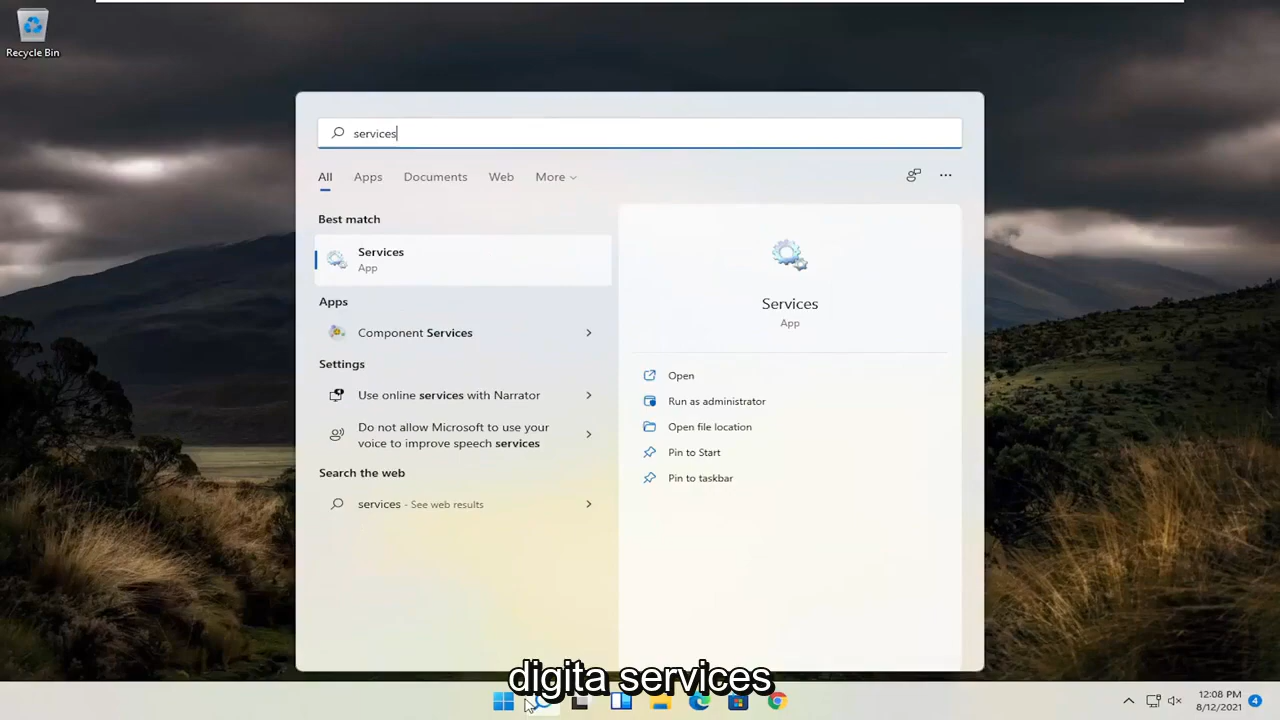 Recycle Bin
services
All Apps Documents Web More
Best match
Services
App
Apps
Component Services
Settings
Use online services with Narrator
Do not allow Microsoft to use your
voice to improve speech services
Search the web
services - See web results
Services
App
Open
Run as administrator
Open file location
Pin to Start
Pin to taskbar
digita services
12:08 PM
8/12/2021
4